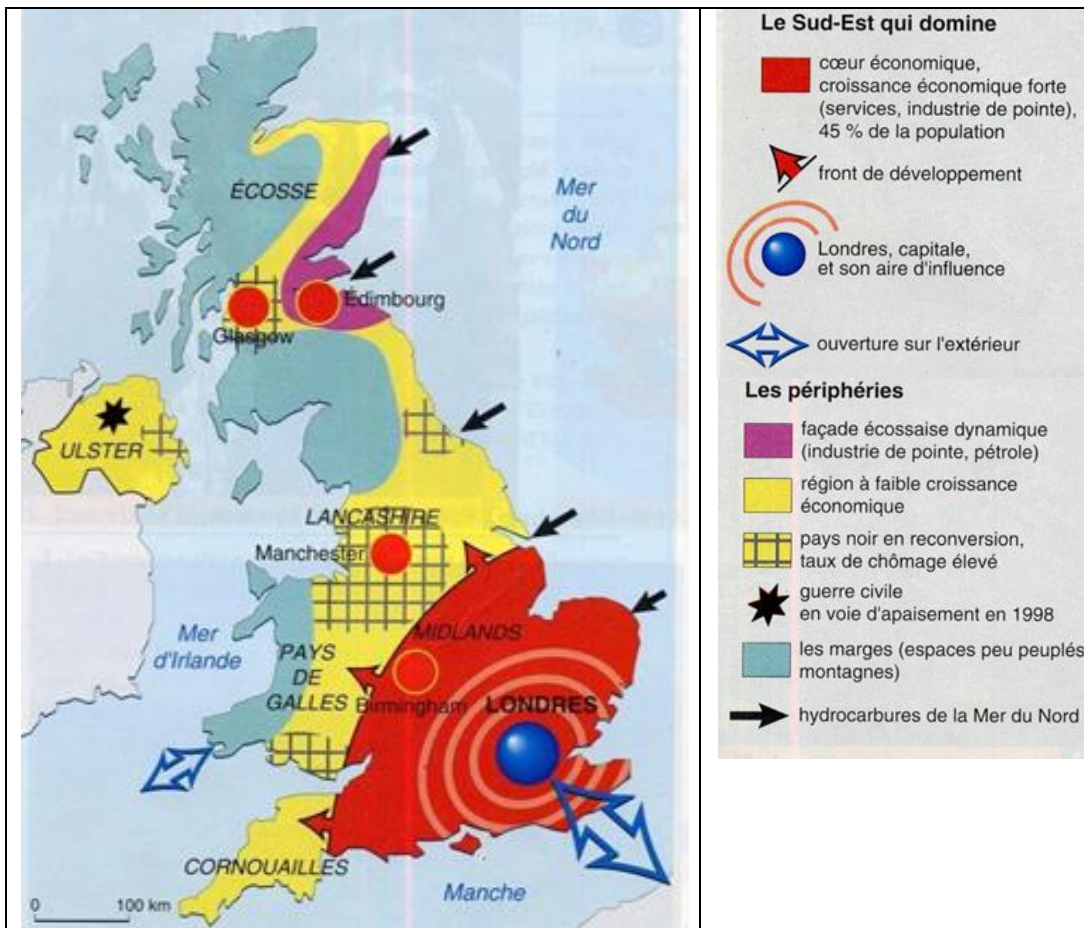 ÉCOSSE
Mer
du
Nord
Édimbourg
Glasgow
ULSTER
LANCASHIRE
Manchester
Mer
d'Irlande
MIDLANDS
PAYS
DE
GALLES
Birmingham
LONDRES
CORNOUAILLES
Manche
0 100 km
Le Sud-Est qui domine
cœur économique,
croissance économique forte
(services, industrie de pointe),
45 % de la population
front de développement
Londres, capitale,
et son aire d'influence
ouverture sur l'extérieur
Les périphéries
façade écossaise dynamique
(industrie de pointe, pétrole)
région à faible croissance
économique
pays noir en reconversion,
taux de chômage élevé
guerre civile
en voie d'apaisement en 1998
les marges (espaces peu peuplés
montagnes)
hydrocarbures de la Mer du Nord